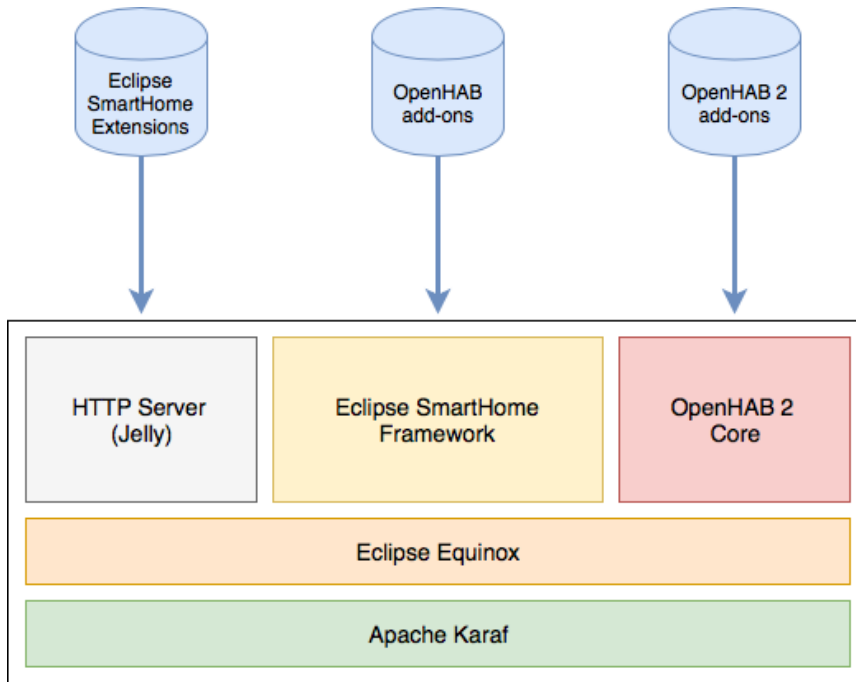 Eclipse
SmartHome
Extensions
OpenHAB
add-ons
OpenHAB 2
add-ons
HTTP Server
(Jelly)
Eclipse SmartHome
Framework
OpenHAB 2
Core
Eclipse Equinox
Apache Karaf